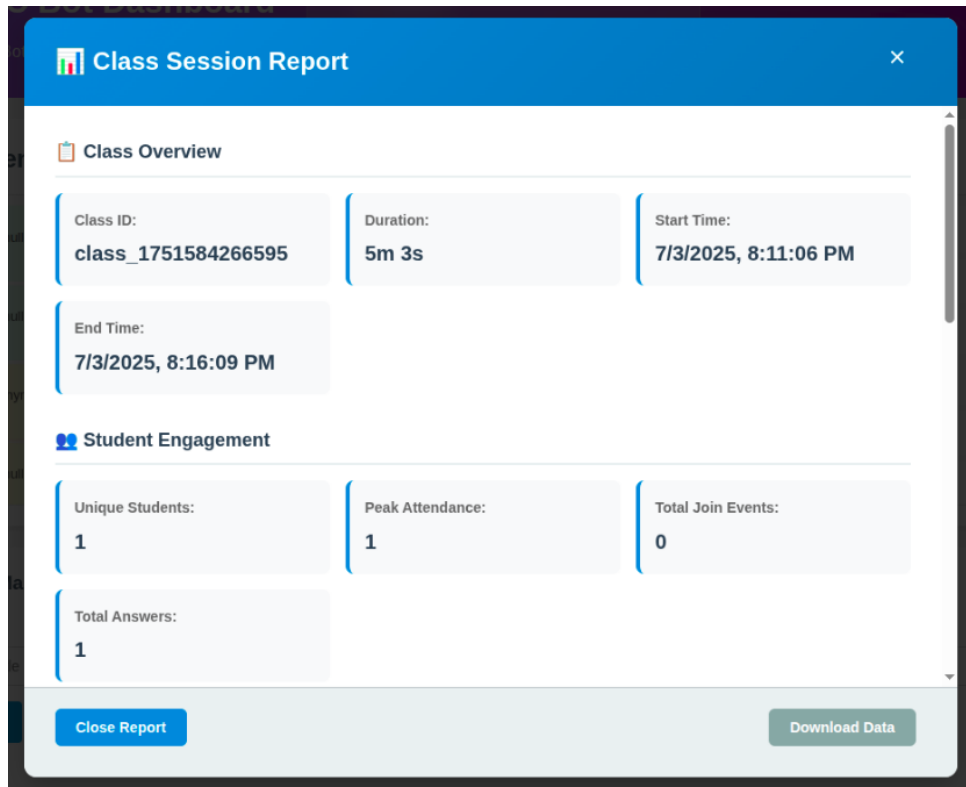 Bot Dashboard
📊 Class Session Report
×
📋 Class Overview
Class ID:
class_1751584266595
Duration:
5m 3s
Start Time:
7/3/2025, 8:11:06 PM
End Time:
7/3/2025, 8:16:09 PM
👥 Student Engagement
Unique Students:
1
Peak Attendance:
1
Total Join Events:
0
Total Answers:
1
Close Report
Download Data